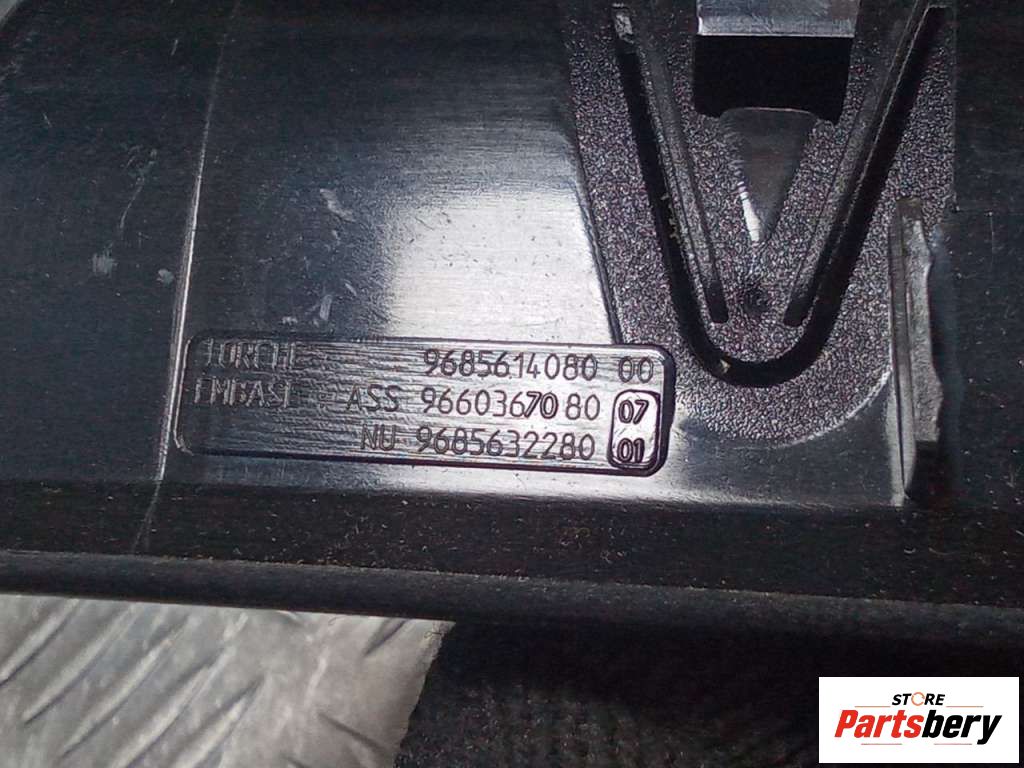 TORCHE 9685614080 00
EMBASE ASS 9660367080 07
NU 9685632280 01
STORE
Partsbery